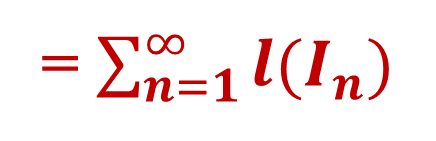 = ∑_{n=1}^{∞} l(I_n)